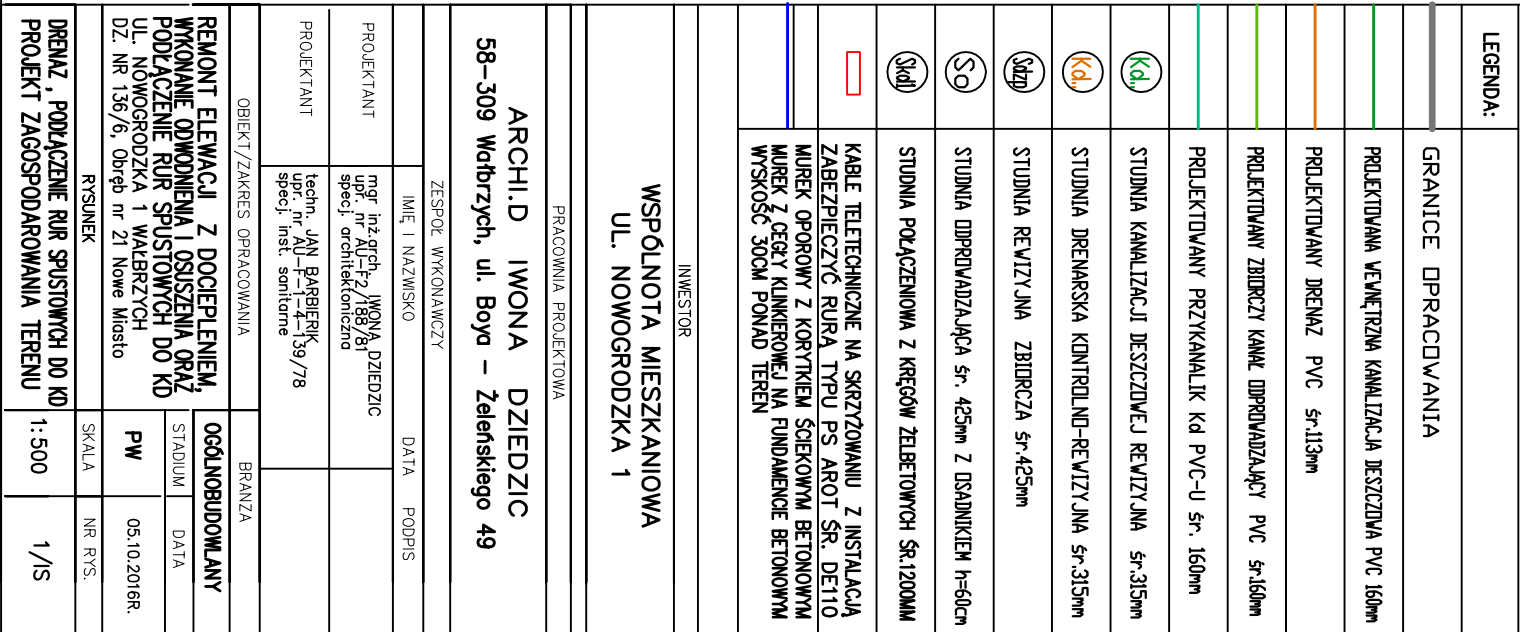 LEGENDA:
GRANICE OPRACOWANIA
PROJEKTOWANA WEWNĘTRZNA KANALIZACJA DESZCZOWA PVC 160mm
PROJEKTOWANY DRENAZ PVC śr.113mm
PROJEKTOWANY ZBIORCZY KANAŁ ODPROWADZAJĄCY PVC śr.160mm
PROJEKTOWANY PRZYKANALIK Kd PVC-U śr. 160mm
Kd.. STUDNIA KANALIZACJI DESZCZOWEJ REWIZYJNA śr.315mm
Kd.. STUDNIA DRENARSKA KONTROLNO-REWIZYJNA śr.315mm
Sdzp STUDNIA REWIZYJNA ZBIORCZA śr.425mm
So STUDNIA ODPROWADZAJĄCA śr. 425mm Z OSADNIKIEM h=60cm
Skd1 STUDNIA POŁĄCZENIOWA Z KRĘGÓW ŻELBETOWYCH ŚR.1200MM
KABLE TELETECHNICZNE NA SKRZYŻOWANIU Z INSTALACJĄ
ZABEZPIECZYĆ RURĄ TYPU PS AROT ŚR. DE110
MUREK OPOROWY Z KORYTKIEM ŚCIEKOWYM BETONOWYM
MUREK Z CEGŁY KLINKIEROWEJ NA FUNDAMENCIE BETONOWYM
WYSKOŚĆ 30CM PONAD TEREN
INWESTOR
WSPÓLNOTA MIESZKANIOWA
UL. NOWOGRODZKA 1
PRACOWNIA PROJEKTOWA
ARCHI.D IWONA DZIEDZIC
58-309 Wałbrzych, ul. Boya - Żeleńskiego 49
ZESPÓŁ WYKONAWCZY
IMIĘ I NAZWISKO DATA PODPIS
PROJEKTANT
mgr inż.arch. IWONA DZIEDZIC
upr. nr AU-F2/188/81
specj. architektoniczna
PROJEKTANT
techn. JAN BARBIERIK
upr. nr AU-F-1-4-139/78
specj. inst. sanitarne
OBIEKT/ZAKRES OPRACOWANIA
BRANZA
REMONT ELEWACJI Z DOCIEPLENIEM,
WYKONANIE ODWODNIENIA I OSUSZENIA ORAZ
PODŁĄCZENIE RUR SPUSTOWYCH DO KD
UL. NOWOGRODZKA 1 WAŁBRZYCH
DZ. NR 136/6, Obręb nr 21 Nowe Miasto
OGÓLNOBUDOWLANY
STADIUM DATA
PW 05.10.2016R.
RYSUNEK
SKALA NR RYS.
DRENAZ , PODŁĄCZENIE RUR SPUSTOWYCH DO KD
PROJEKT ZAGOSPODAROWANIA TERENU
1:500 1/IS